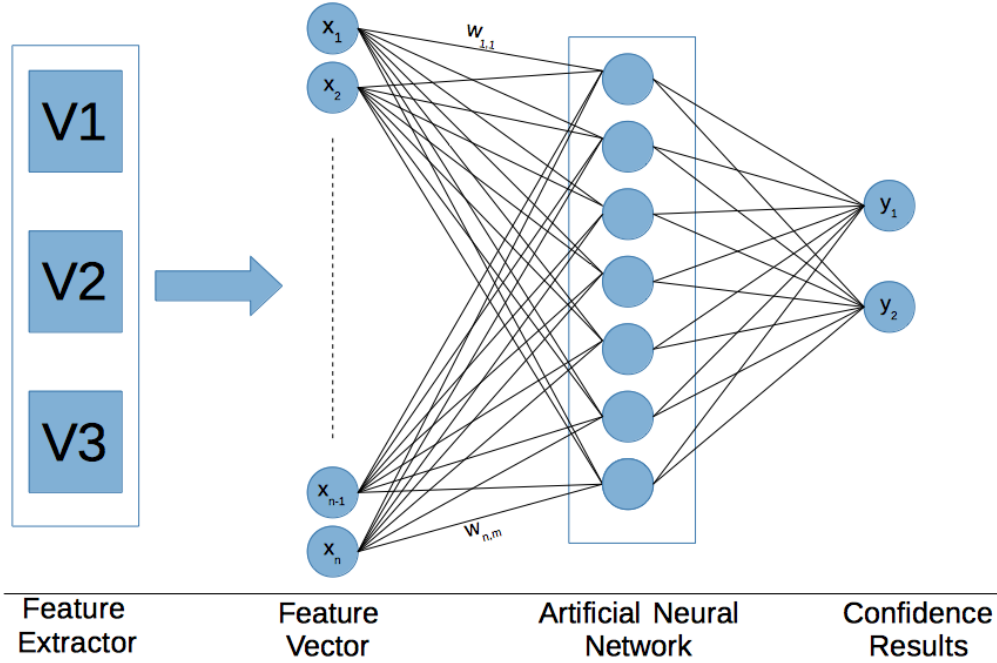 V1
V2
V3
x1
x2
xn-1
xn
w1,1
wn,m
y1
y2
Feature
Extractor
Feature
Vector
Artificial Neural
Network
Confidence
Results